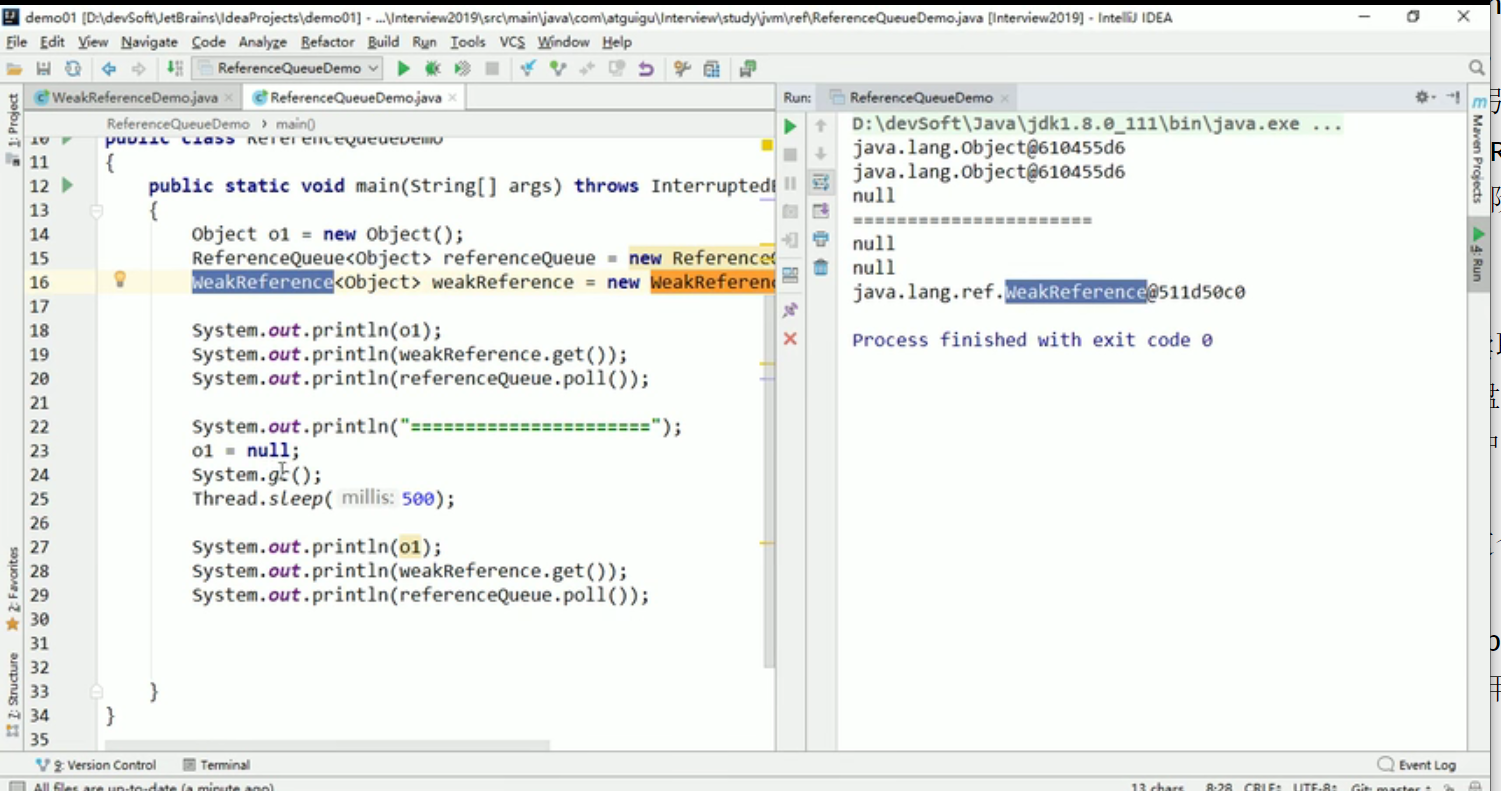 demo01 [D:\devSoft\JetBrains\IdeaProjects\demo01] - ...\Interview2019\src\main\java\com\atguigu\Interview\study\jvm\ref\ReferenceQueueDemo.java [Interview2019] - IntelliJ IDEA
File Edit View Navigate Code Analyze Refactor Build Run Tools VCS Window Help
ReferenceQueueDemo
WeakReferenceDemo.java ReferenceQueueDemo.java
ReferenceQueueDemo > main()
10 public class ReferenceQueueDemo
11 {
12 public static void main(String[] args) throws Interrupted
13 {
14 Object o1 = new Object();
15 ReferenceQueue<Object> referenceQueue = new Reference
16 WeakReference<Object> weakReference = new WeakReferen
17
18 System.out.println(o1);
19 System.out.println(weakReference.get());
20 System.out.println(referenceQueue.poll());
21
22 System.out.println("======================");
23 o1 = null;
24 System.gc();
25 Thread.sleep( millis: 500);
26
27 System.out.println(o1);
28 System.out.println(weakReference.get());
29 System.out.println(referenceQueue.poll());
30
31
32
33 }
34 }
35
Run: ReferenceQueueDemo
D:\devSoft\Java\jdk1.8.0_111\bin\java.exe ...
java.lang.Object@610455d6
java.lang.Object@610455d6
null
======================
null
null
java.lang.ref.WeakReference@511d50c0
Process finished with exit code 0
1: Project
2: Favorites
7: Structure
Maven Projects
4: Run
9: Version Control Terminal Event Log
All files are up-to-date (a minute ago) 13 chars 8:28 CRLF UTF-8 Git: master